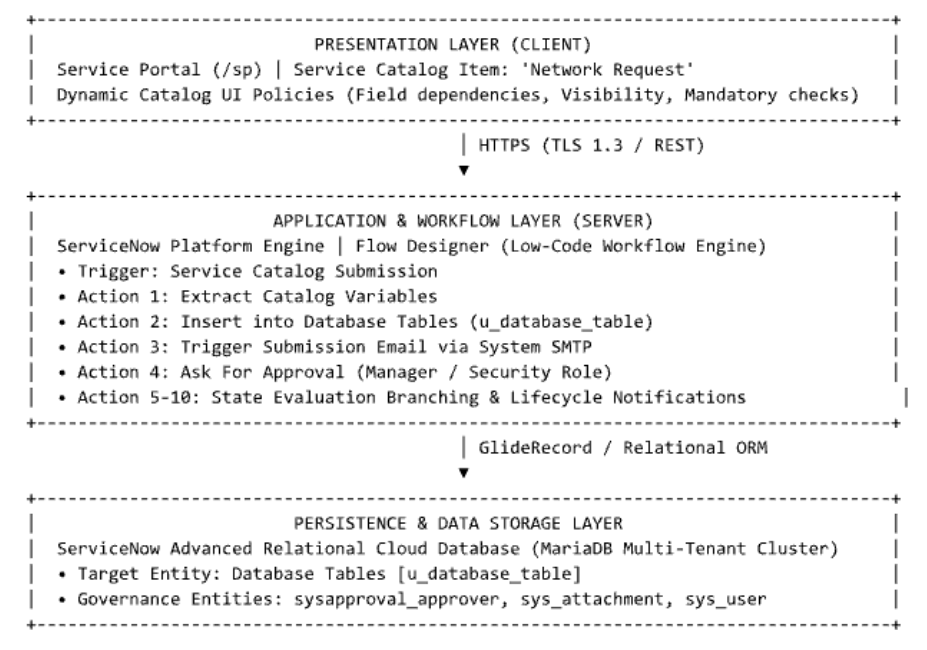 PRESENTATION LAYER (CLIENT)
Service Portal (/sp) | Service Catalog Item: 'Network Request'
Dynamic Catalog UI Policies (Field dependencies, Visibility, Mandatory checks)
HTTPS (TLS 1.3 / REST)
APPLICATION & WORKFLOW LAYER (SERVER)
ServiceNow Platform Engine | Flow Designer (Low-Code Workflow Engine)
• Trigger: Service Catalog Submission
• Action 1: Extract Catalog Variables
• Action 2: Insert into Database Tables (u_database_table)
• Action 3: Trigger Submission Email via System SMTP
• Action 4: Ask For Approval (Manager / Security Role)
• Action 5-10: State Evaluation Branching & Lifecycle Notifications
GlideRecord / Relational ORM
PERSISTENCE & DATA STORAGE LAYER
ServiceNow Advanced Relational Cloud Database (MariaDB Multi-Tenant Cluster)
• Target Entity: Database Tables [u_database_table]
• Governance Entities: sysapproval_approver, sys_attachment, sys_user